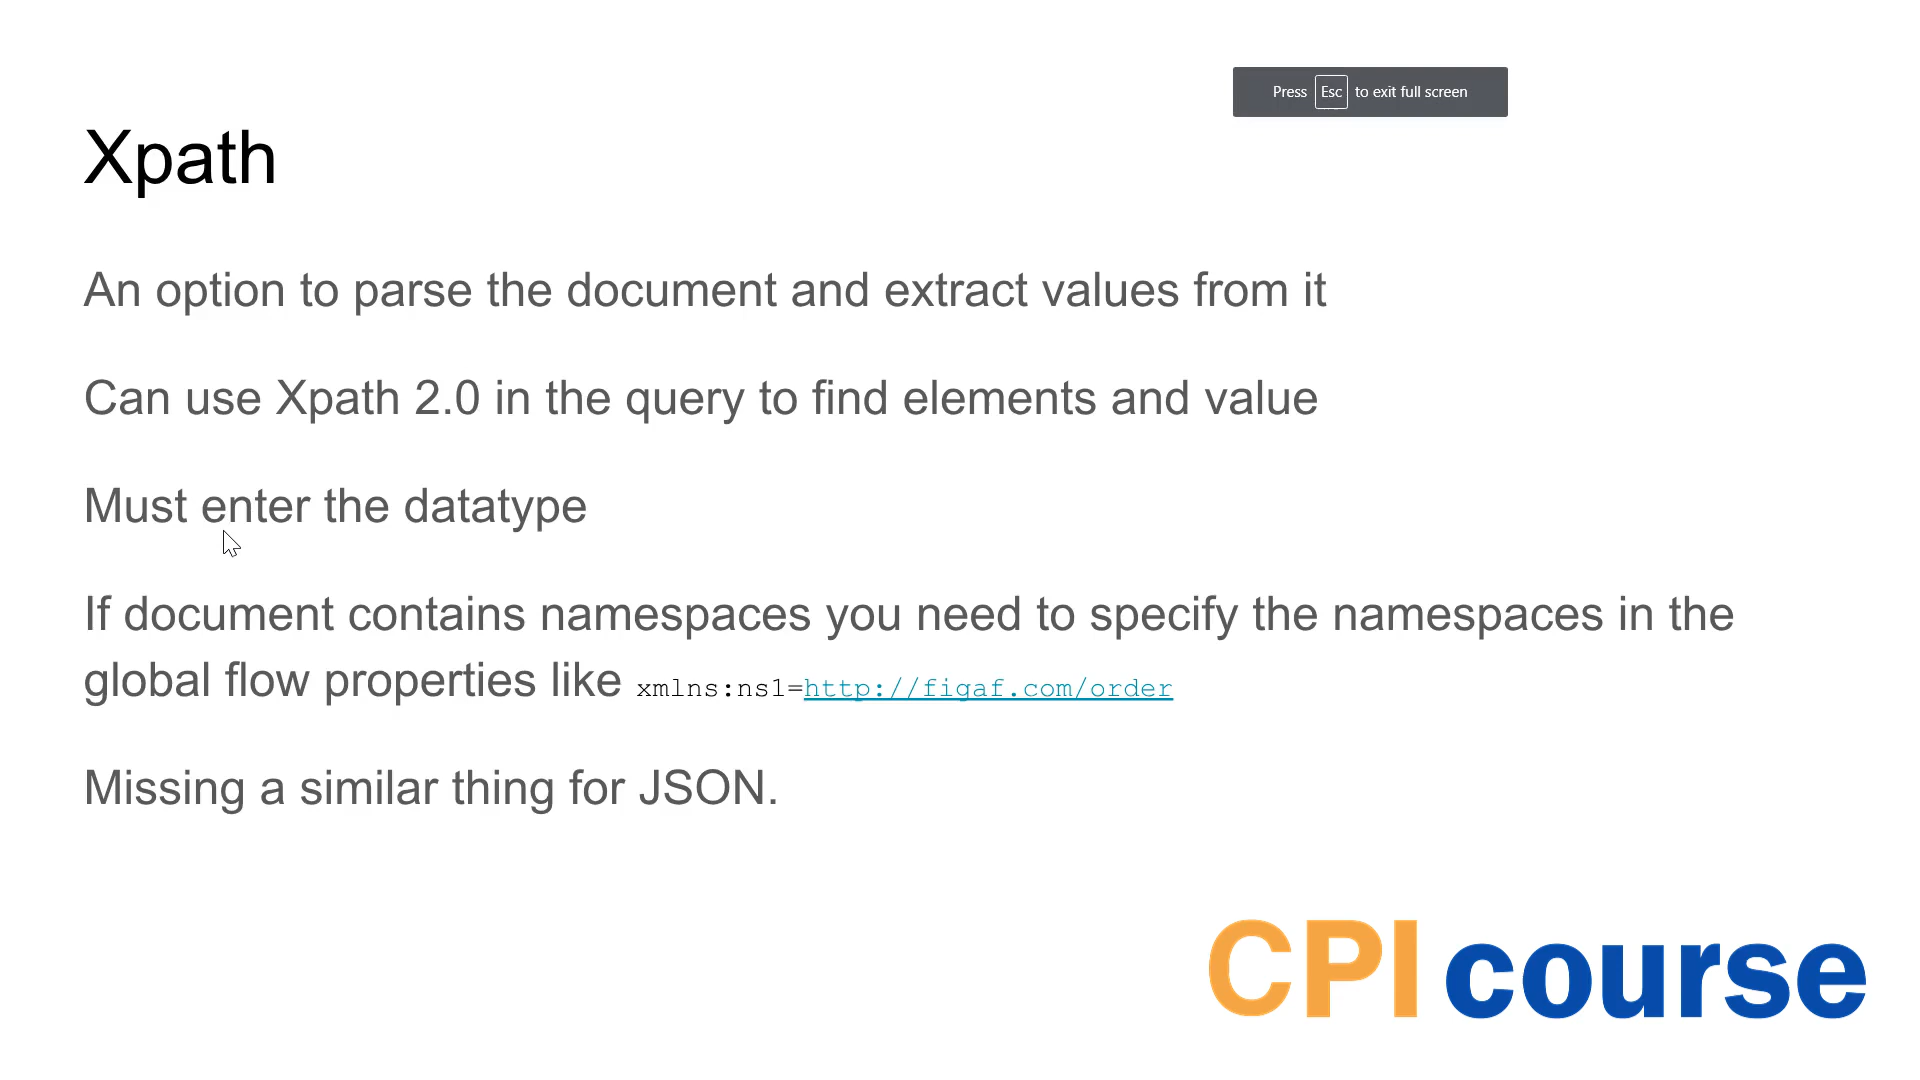 Press Esc to exit full screen
Xpath
An option to parse the document and extract values from it
Can use Xpath 2.0 in the query to find elements and value
Must enter the datatype
If document contains namespaces you need to specify the namespaces in the
global flow properties like xmlns:ns1=http://figaf.com/order
Missing a similar thing for JSON.
CPI course